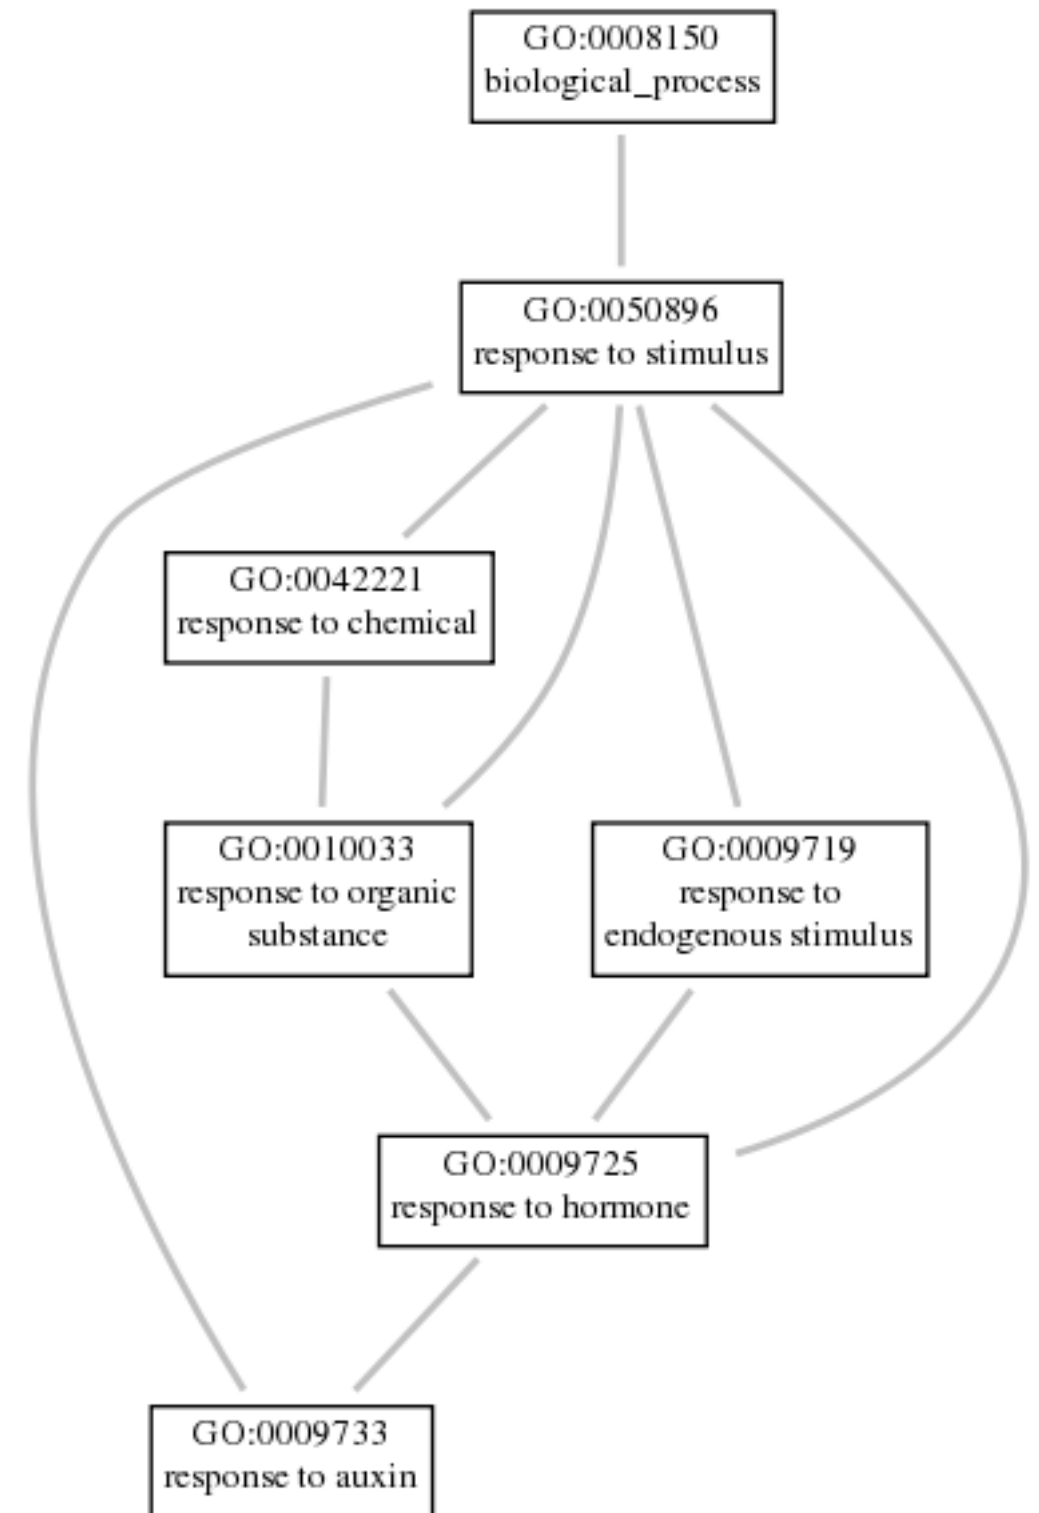 GO:0008150
biological_process
GO:0050896
response to stimulus
GO:0042221
response to chemical
GO:0010033
response to organic
substance
GO:0009719
response to
endogenous stimulus
GO:0009725
response to hormone
GO:0009733
response to auxin